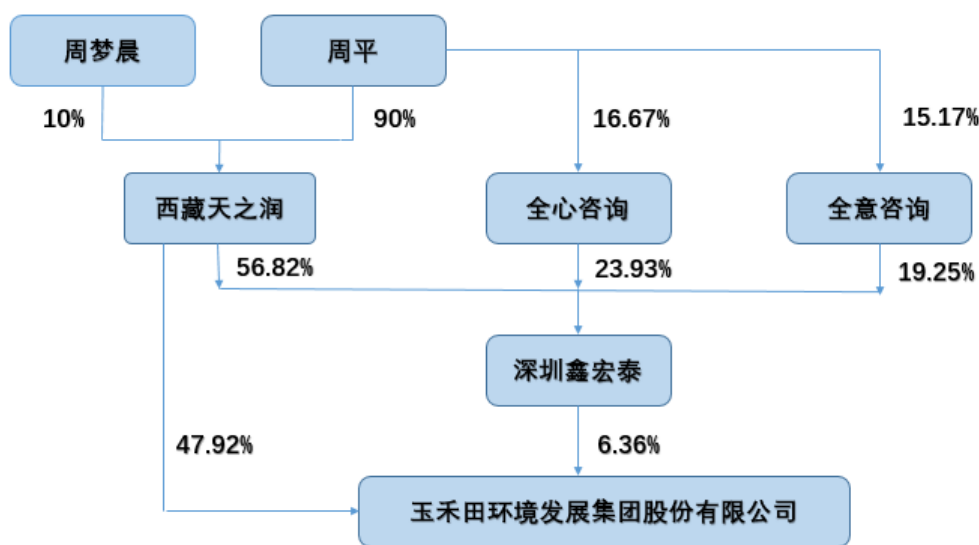 周梦晨
周平
10%
90%
16.67%
15.17%
西藏天之润
全心咨询
全意咨询
56.82%
23.93%
19.25%
深圳鑫宏泰
47.92%
6.36%
玉禾田环境发展集团股份有限公司